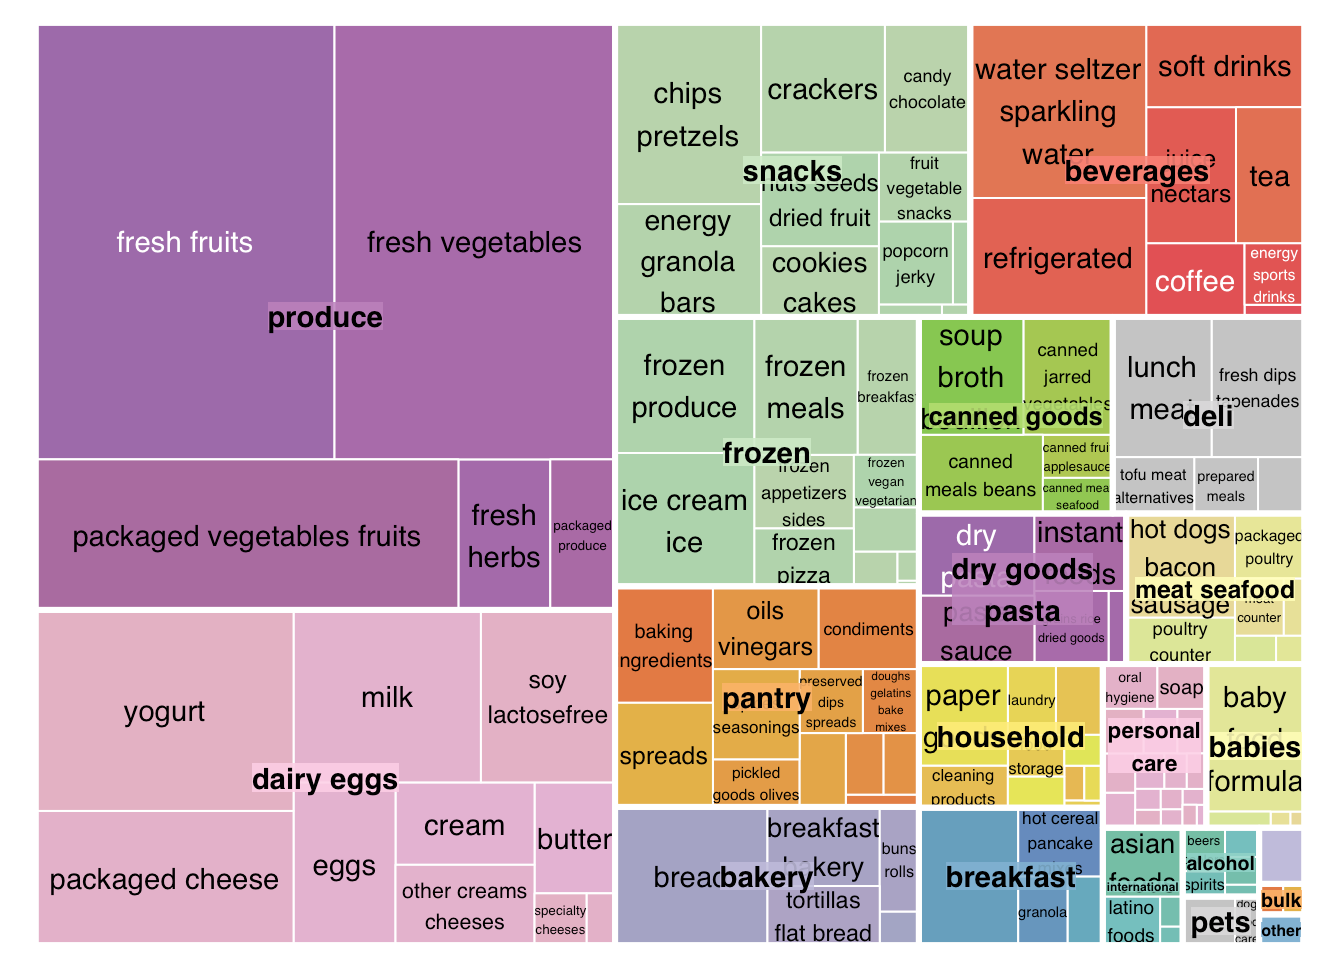 fresh fruits
fresh vegetables
produce
packaged vegetables fruits
fresh
herbs
packaged
produce
yogurt
milk
soy
lactosefree
dairy eggs
packaged cheese
eggs
cream
butter
other creams
cheeses
specialty
cheeses
chips
pretzels
crackers
candy
chocolate
snacks
nuts seeds
dried fruit
fruit
vegetable
snacks
energy
granola
bars
cookies
cakes
popcorn
jerky
water seltzer
sparkling
water
soft drinks
beverages
juice
nectars
tea
refrigerated
coffee
energy
sports
drinks
frozen
produce
frozen
meals
frozen
breakfas
frozen
ice cream
ice
frozen
appetizers
sides
frozen
vegan
vegetarian
frozen
pizza
soup
broth
canned
jarred
vegetables
canned goods
canned
meals beans
canned frui
applesauce
canned mea
seafood
lunch
meat
fresh dips
tapenades
deli
tofu meat
alternatives
prepared
meals
dry
pasta
instant
foods
dry goods
pasta
pasta
sauce
dried goods
hot dogs
bacon
sausage
packaged
poultry
meat seafood
meat
counter
poultry
counter
baking
ngredients
oils
vinegars
condiments
pantry
spreads
seasonings
preserved
dips
spreads
doughs
gelatins
bake
mixes
pickled
goods olives
paper
laundry
household
cleaning
products
storage
oral
hygiene
soap
personal
care
baby
food
formula
babies
bread
breakfast
bakery
buns
rolls
bakery
tortillas
flat bread
hot cereal
pancake
mixes
breakfast
granola
asian
foods
international
latino
foods
beers
alcohol
spirits
pets
dog
care
bulk
other